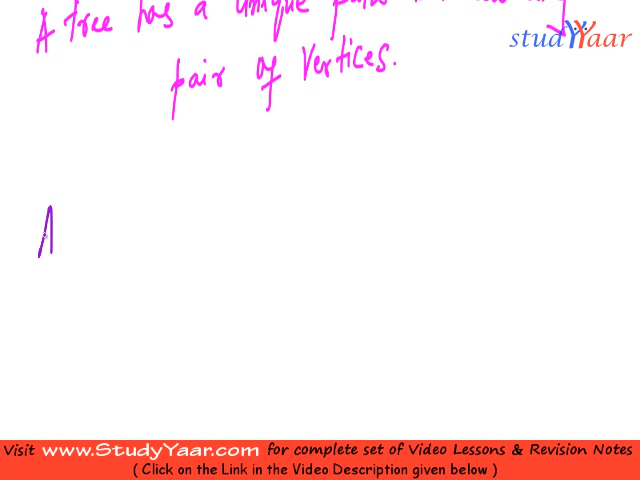 A tree has a unique
studYYaar
pair of Vertices.
Visit www.StudyYaar.com for complete set of Video Lessons & Revision Notes
( Click on the Link in the Video Description given below )